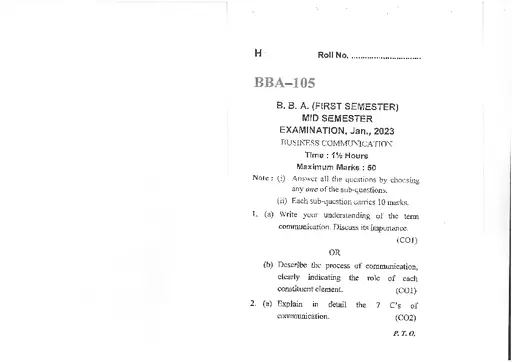 H Roll No. ..............................
BBA–105
B. B. A. (FIRST SEMESTER)
MID SEMESTER
EXAMINATION, Jan., 2023
BUSINESS COMMUNICATION
Time : 1½ Hours
Maximum Marks : 50
Note : (i) Answer all the questions by choosing
any one of the sub-questions.
(ii) Each sub-question carries 10 marks.
1. (a) Write your understanding of the term
communication. Discuss its importance.
(CO1)
OR
(b) Describe the process of communication,
clearly indicating the role of each
constituent element. (CO1)
2. (a) Explain in detail the 7 C's of
communication. (CO2)
P. T. O.